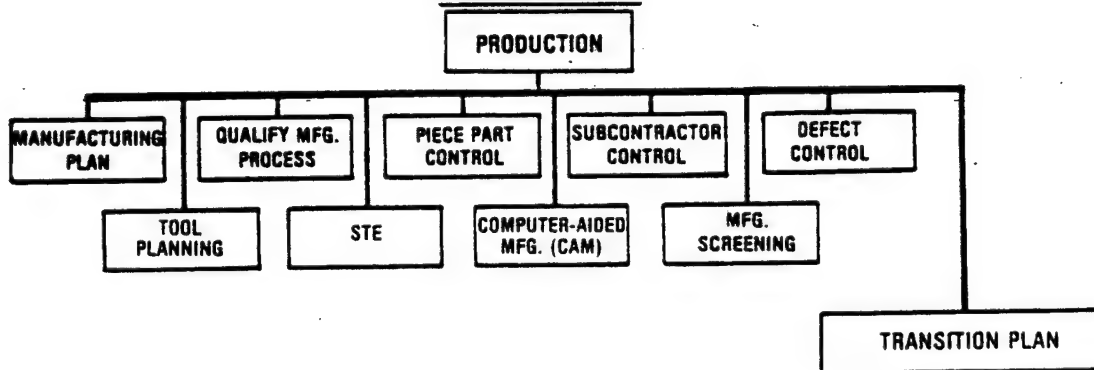 PRODUCTION
MANUFACTURING
PLAN
QUALIFY MFG.
PROCESS
PIECE PART
CONTROL
SUBCONTRACTOR
CONTROL
DEFECT
CONTROL
TOOL
PLANNING
STE
COMPUTER-AIDED
MFG. (CAM)
MFG.
SCREENING
TRANSITION PLAN